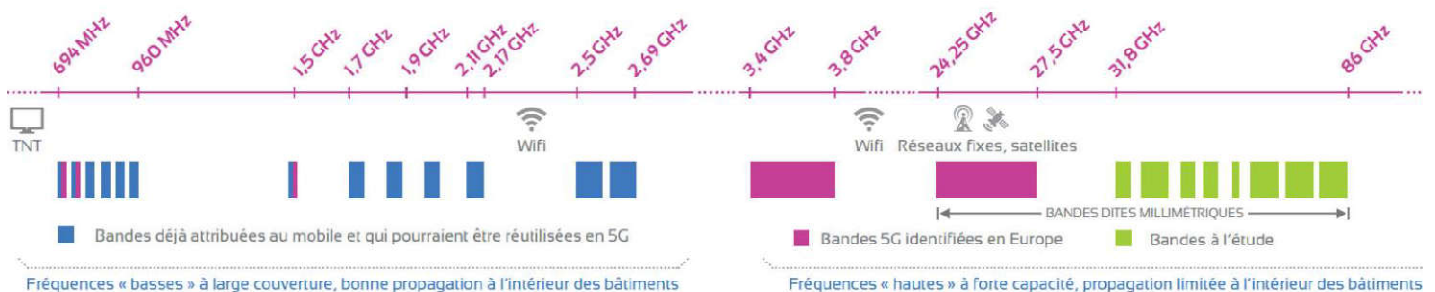 694 MHz
960 MHz
1,5 GHz
1,7 GHz
1,9 GHz
2,11 GHz
2,17 GHz
2,5 GHz
2,69 GHz
3,4 GHz
3,8 GHz
24,25 GHz
27,5 GHz
31,8 GHz
86 GHz
TNT
Wifi
Wifi
Réseaux fixes, satellites
BANDES DITES MILLIMÉTRIQUES
Bandes déjà attribuées au mobile et qui pourraient être réutilisées en 5G
Bandes 5G identifiées en Europe
Bandes à l'étude
Fréquences « basses » à large couverture, bonne propagation à l'intérieur des bâtiments
Fréquences « hautes » à forte capacité, propagation limitée à l'intérieur des bâtiments